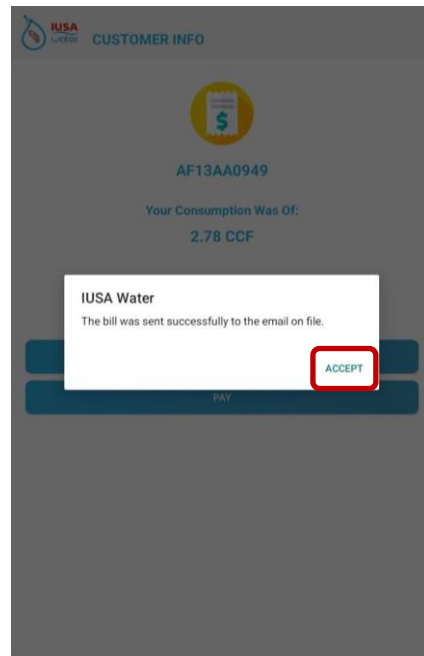 IUSA
water
CUSTOMER INFO
$
AF13AA0949
Your Consumption Was Of:
2.78 CCF
IUSA Water
The bill was sent successfully to the email on file.
ACCEPT
PAY